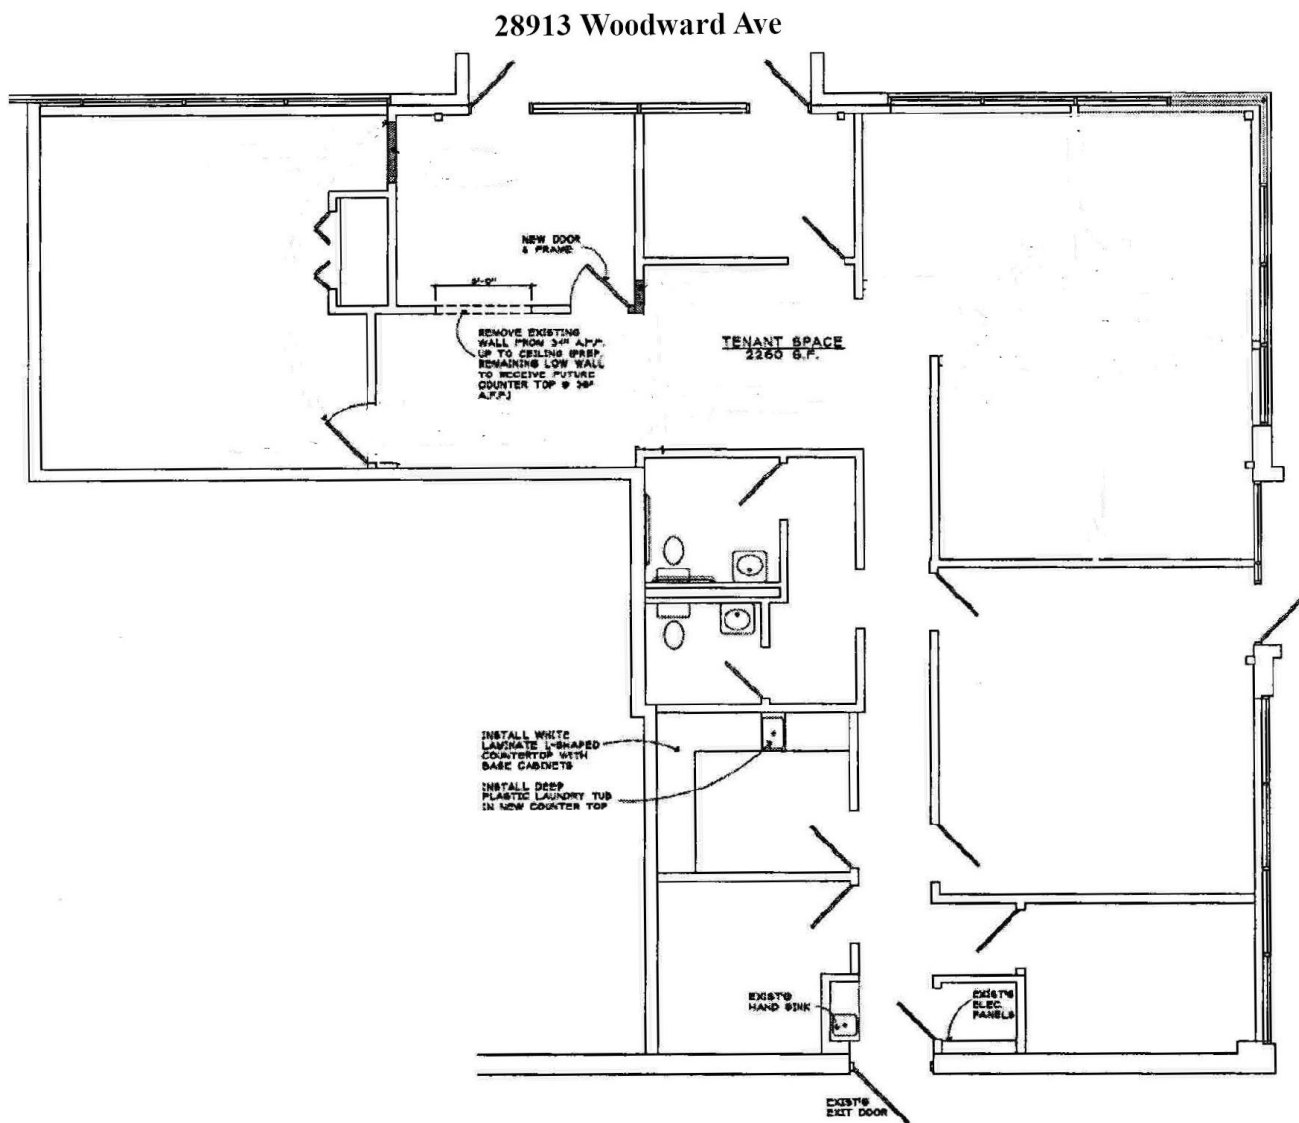 28913 Woodward Ave
NEW DOOR
& FRAME
REMOVE EXISTING
WALL FROM 34" A.F.F.
UP TO CEILING (PREP.
REMAINING LOW WALL
TO RECEIVE FUTURE
COUNTER TOP @ 36"
A.F.F.)
TENANT SPACE
2260 S.F.
INSTALL WHITE
LAMINATE L-SHAPED
COUNTERTOP WITH
BASE CABINETS
INSTALL DEEP
PLASTIC LAUNDRY TUB
IN NEW COUNTER TOP
EXIST'G
HAND SINK
EXIST'G
ELEC.
PANELS
EXIST'G
EXIT DOOR